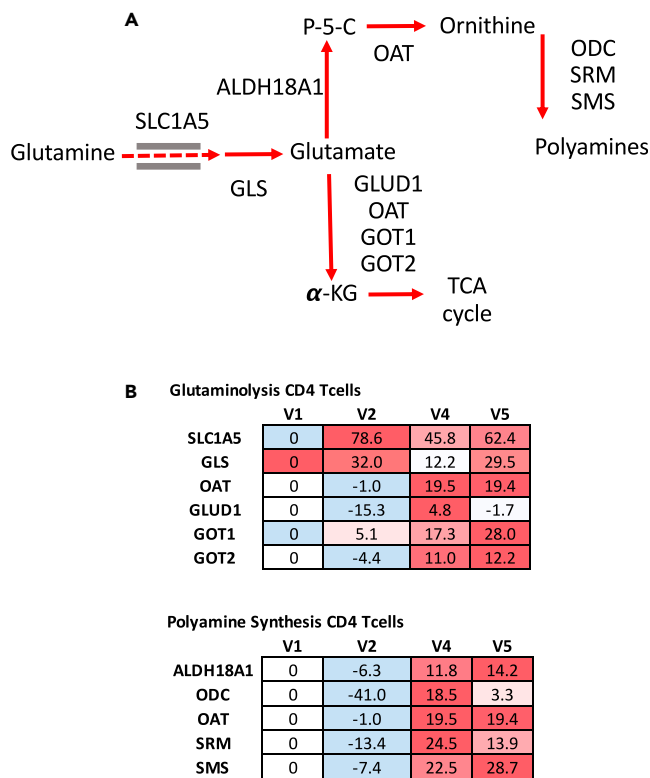 A
P-5-C
Ornithine
OAT
ODC
SRM
SMS
ALDH18A1
SLC1A5
Glutamine
Glutamate
Polyamines
GLS
GLUD1
OAT
GOT1
GOT2
α-KG
TCA
cycle
B
Glutaminolysis CD4 Tcells
V1 V2 V4 V5
SLC1A5 0 78.6 45.8 62.4
GLS 0 32.0 12.2 29.5
OAT 0 -1.0 19.5 19.4
GLUD1 0 -15.3 4.8 -1.7
GOT1 0 5.1 17.3 28.0
GOT2 0 -4.4 11.0 12.2
Polyamine Synthesis CD4 Tcells
V1 V2 V4 V5
ALDH18A1 0 -6.3 11.8 14.2
ODC 0 -41.0 18.5 3.3
OAT 0 -1.0 19.5 19.4
SRM 0 -13.4 24.5 13.9
SMS 0 -7.4 22.5 28.7